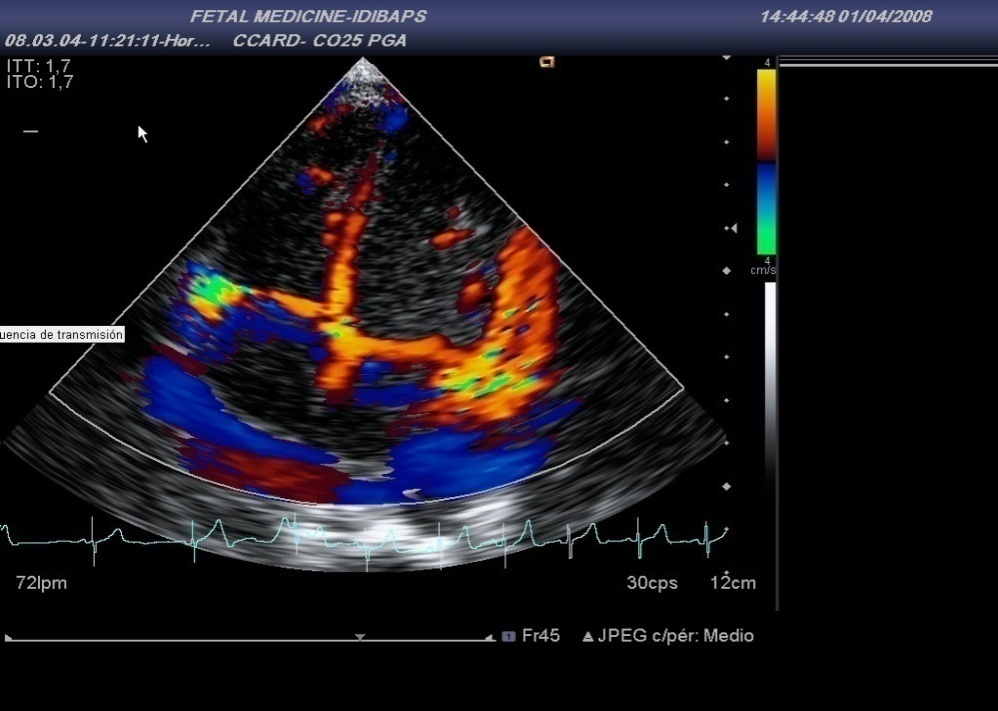 FETAL MEDICINE-IDIBAPS
14:44:48 01/04/2008
08.03.04-11:21:11-Hor... CCARD- CO25 PGA
ITT: 1,7
ITO: 1,7
4
4
cm/s
uencia de transmisión
72lpm
30cps
12cm
1 Fr45
JPEG c/pér: Medio